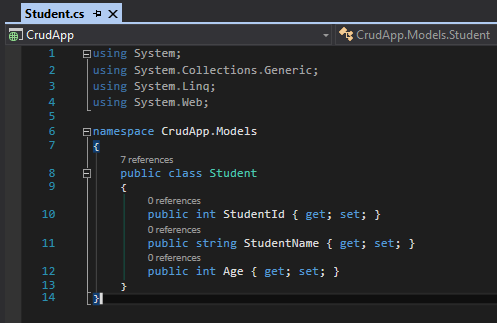 Student.cs
CrudApp CrudApp.Models.Student
1 using System;
2 using System.Collections.Generic;
3 using System.Linq;
4 using System.Web;
5
6 namespace CrudApp.Models
7 {
7 references
8 public class Student
9 {
0 references
10 public int StudentId { get; set; }
0 references
11 public string StudentName { get; set; }
0 references
12 public int Age { get; set; }
13 }
14 }